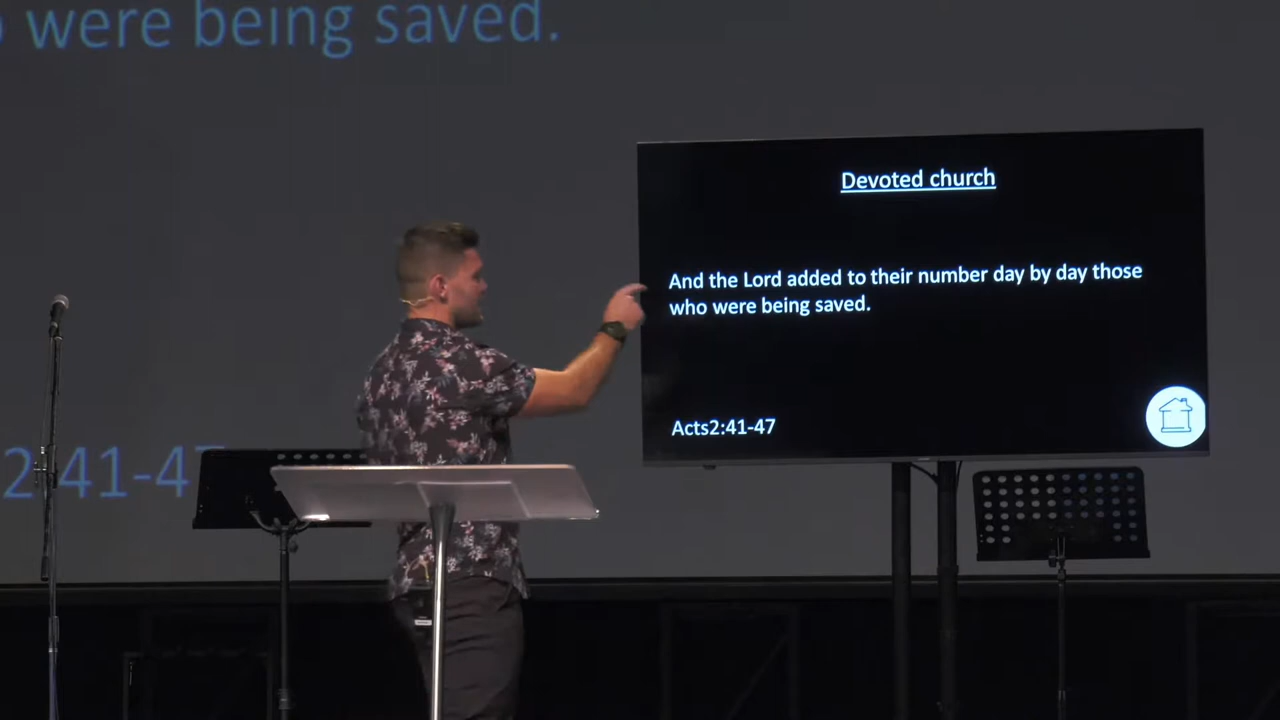 were being saved.
Devoted church
And the Lord added to their number day by day those
who were being saved.
Acts2:41-47
2:41-47